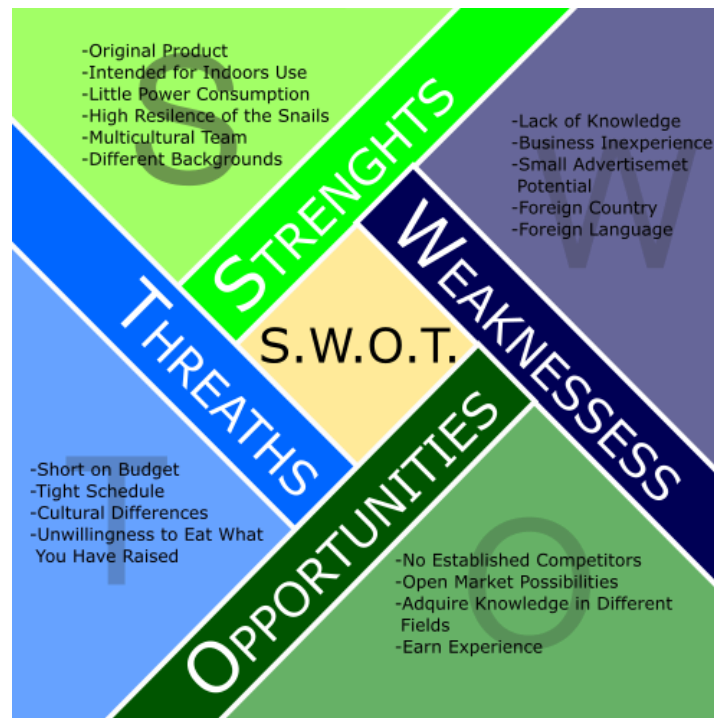 S
-Original Product
-Intended for Indoors Use
-Little Power Consumption
-High Resilence of the Snails
-Multicultural Team
-Different Backgrounds
STRENGHTS
W
-Lack of Knowledge
-Business Inexperience
-Small Advertisemet
Potential
-Foreign Country
-Foreign Language
WEAKNESSESS
S.W.O.T.
THREATHS
T
-Short on Budget
-Tight Schedule
-Cultural Differences
-Unwillingness to Eat What
You Have Raised
OPPORTUNITIES
O
-No Established Competitors
-Open Market Possibilities
-Adquire Knowledge in Different
Fields
-Earn Experience